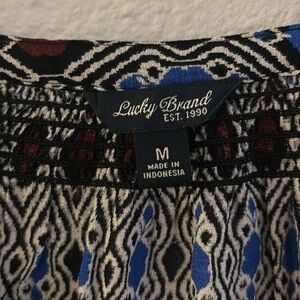 Lucky Brand
EST. 1990
M
MADE IN
INDONESIA